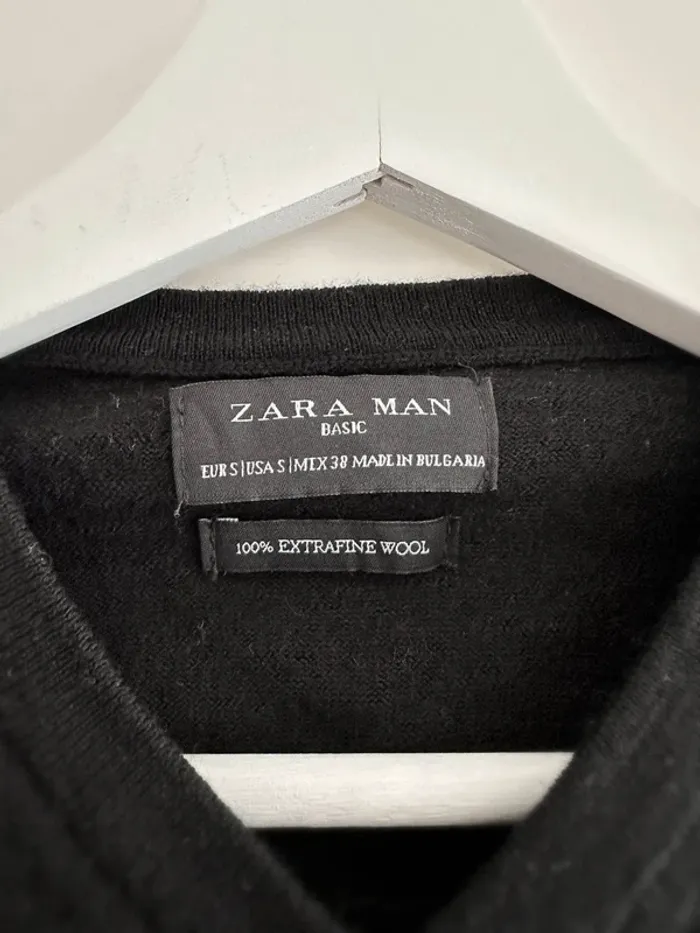 ZARA MAN
BASIC
EUR S|USA S|MEX 38 MADE IN BULGARIA
100% EXTRAFINE WOOL